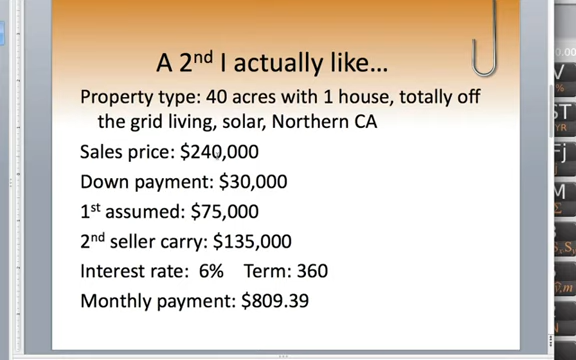 A 2nd I actually like…
Property type: 40 acres with 1 house, totally off
the grid living, solar, Northern CA
Sales price: $240,000
Down payment: $30,000
1st assumed: $75,000
2nd seller carry: $135,000
Interest rate: 6% Term: 360
Monthly payment: $809.39